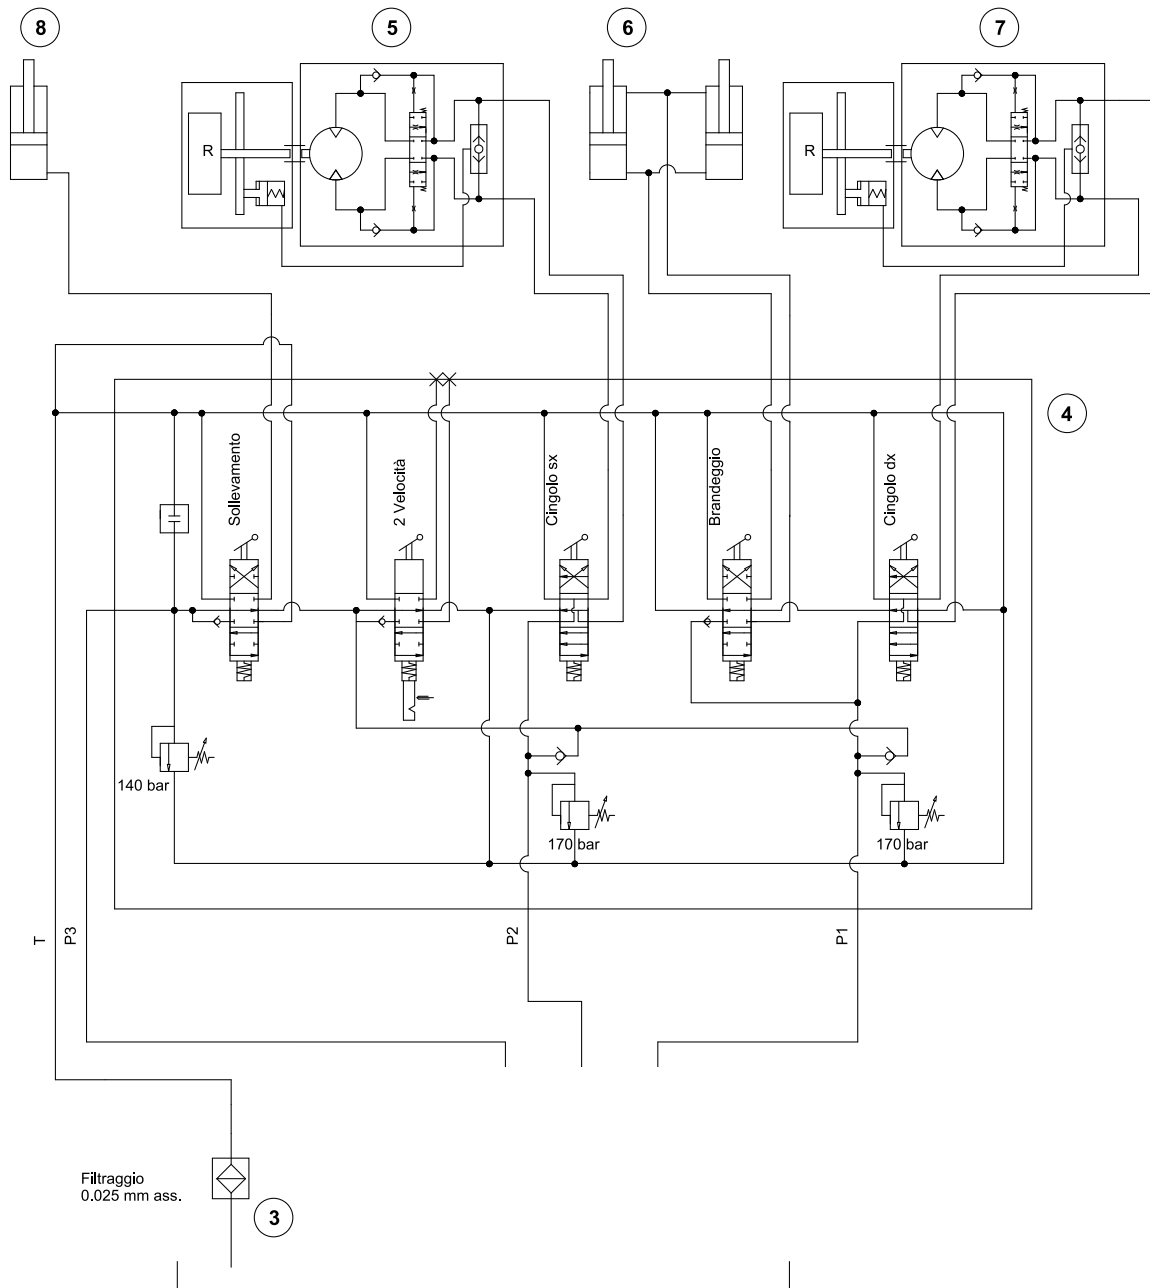 8
5
6
7
R
R
4
Sollevamento
2 Velocità
Cingolo sx
Brandeggio
Cingolo dx
140 bar
170 bar
170 bar
T
P3
P2
P1
Filtraggio
0.025 mm ass.
3